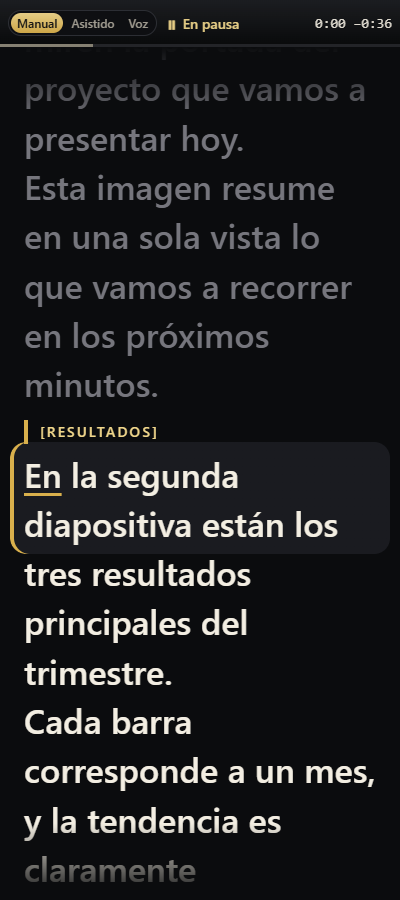 Manual Asistido Voz En pausa 0:00 −0:36
proyecto que vamos a
presentar hoy.
Esta imagen resume
en una sola vista lo
que vamos a recorrer
en los próximos
minutos.
[RESULTADOS]
En la segunda
diapositiva están los
tres resultados
principales del
trimestre.
Cada barra
corresponde a un mes,
y la tendencia es
claramente